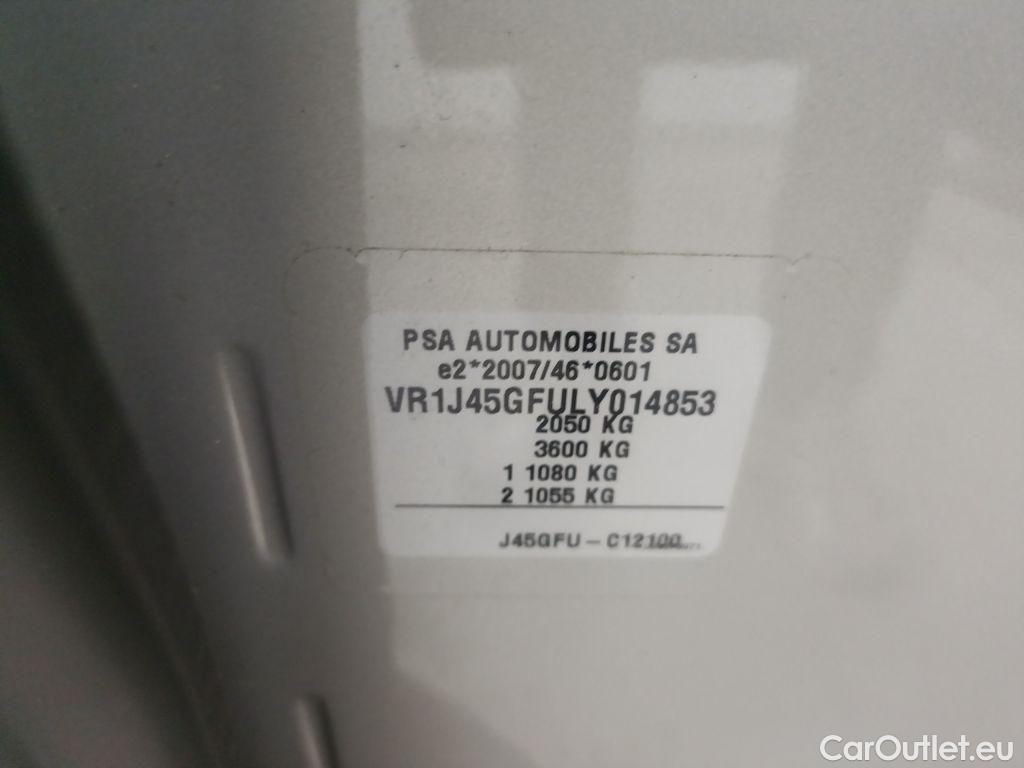 PSA AUTOMOBILES SA
e2*2007/46*0601
VR1J45GFULY014853
2050 KG
3600 KG
1 1080 KG
2 1055 KG
J45GFU - C12100
CarOutlet.eu